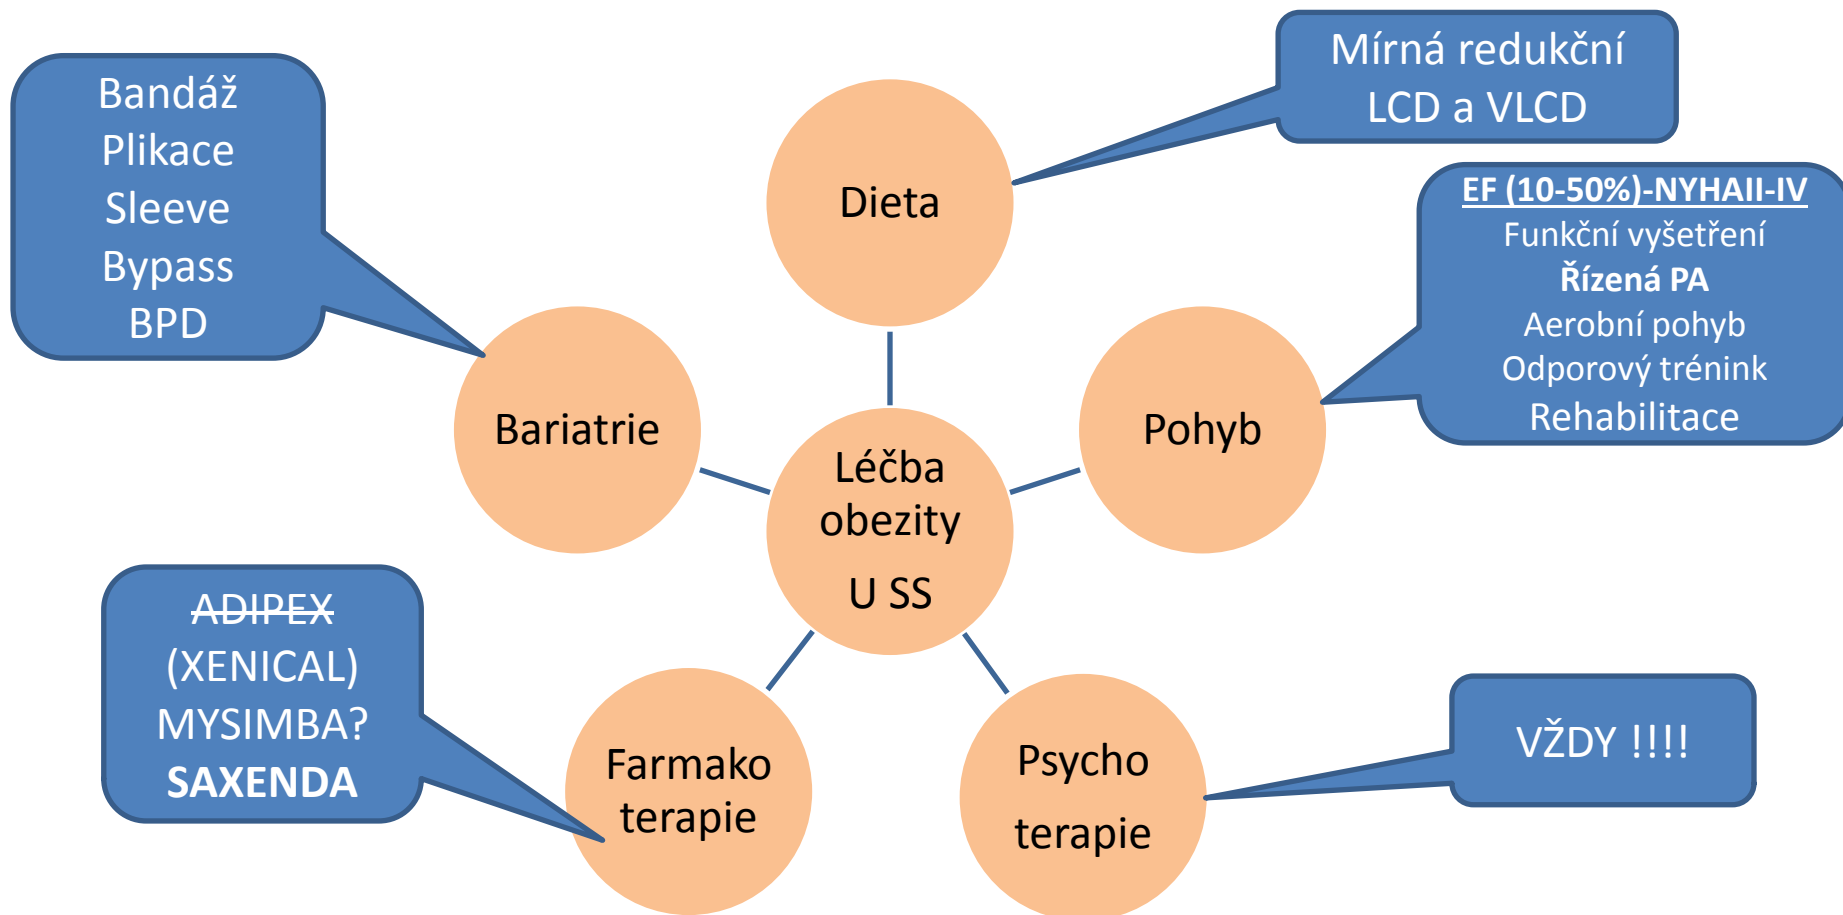 Mírná redukční
LCD a VLCD
Bandáž
Plikace
Sleeve
Bypass
BPD
Dieta
EF (10-50%)-NYHAII-IV
Funkční vyšetření
Řízená PA
Aerobní pohyb
Odporový trénink
Rehabilitace
Bariatrie
Pohyb
Léčba
obezity
U SS
ADIPEX
(XENICAL)
MYSIMBA?
SAXENDA
Farmako
terapie
Psycho
terapie
VŽDY !!!!